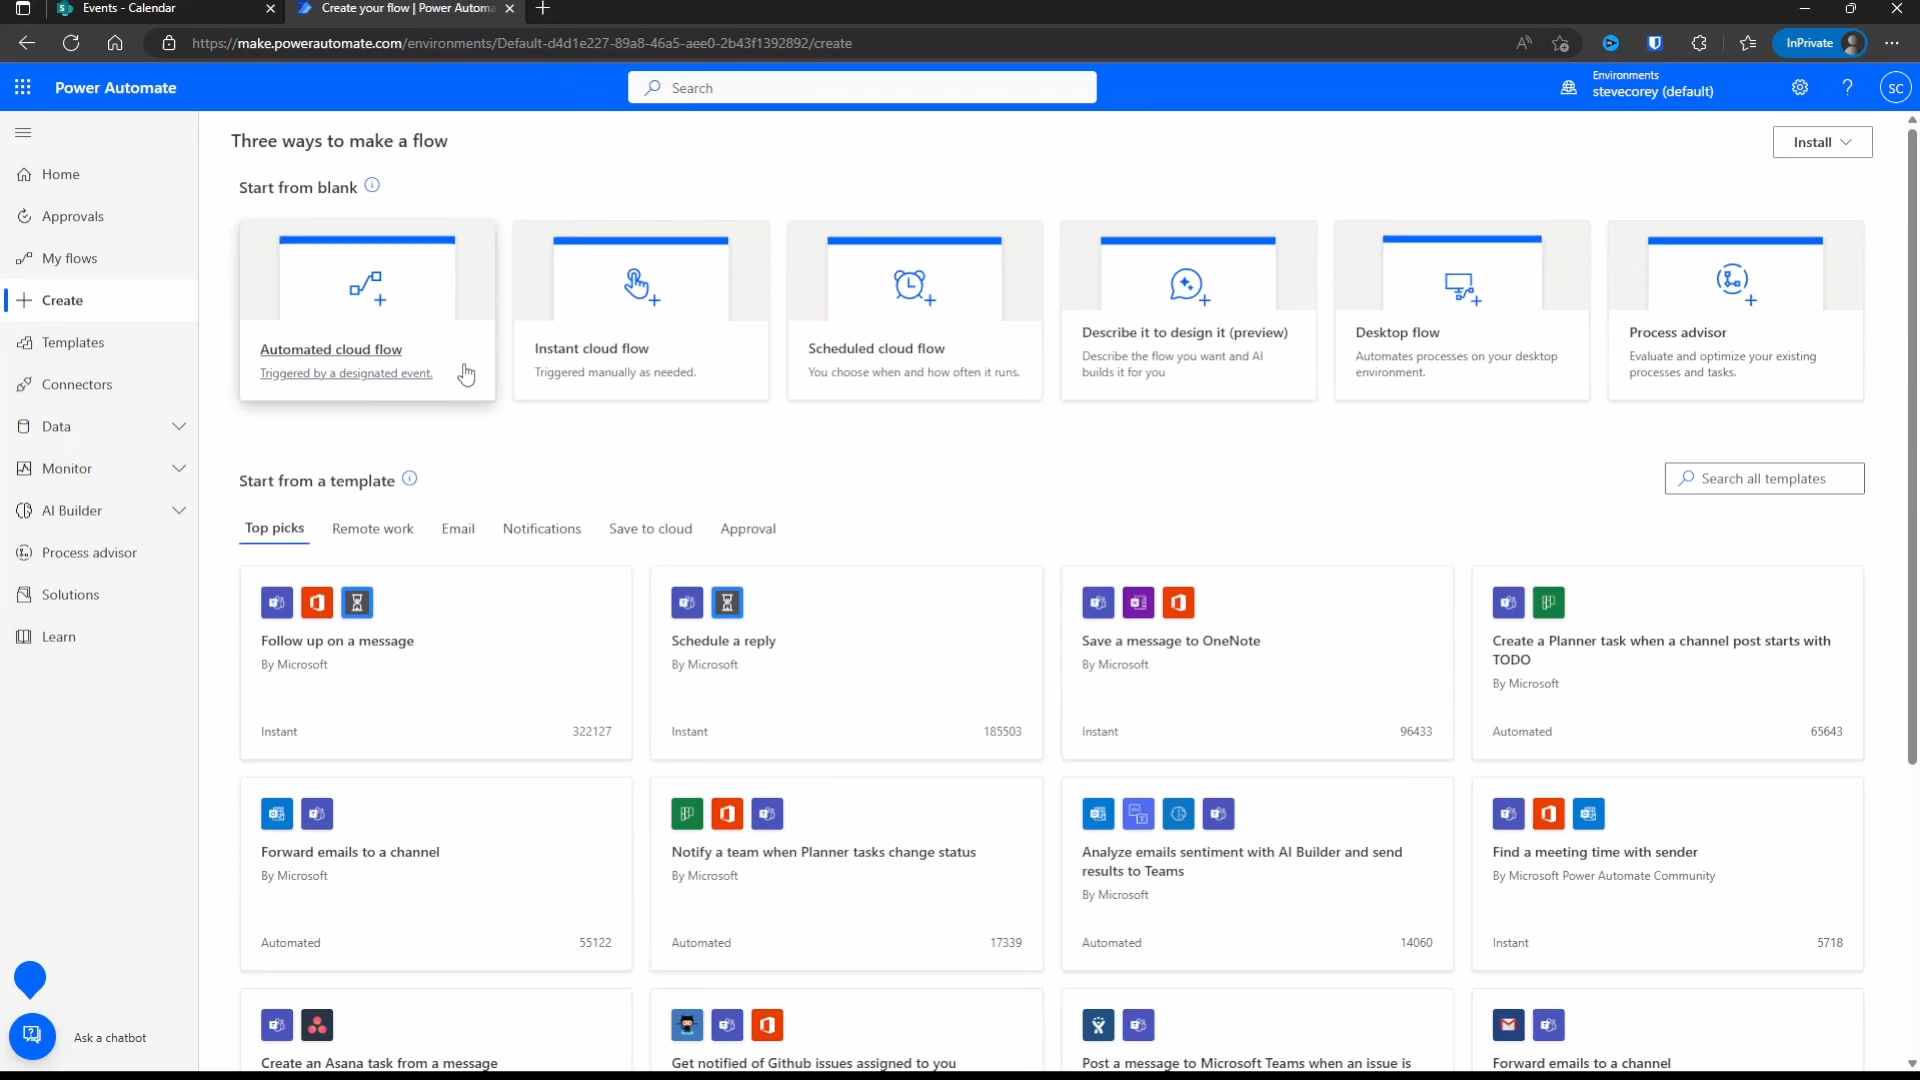 Events - Calendar
Create your flow | Power Automa
https://make.powerautomate.com/environments/Default-d4d1e227-89a8-46a5-aee0-2b43f1392892/create
InPrivate
Power Automate
Search
Environments
stevecorey (default)
SC
Home
Approvals
My flows
Create
Templates
Connectors
Data
Monitor
AI Builder
Process advisor
Solutions
Learn
Ask a chatbot
Three ways to make a flow
Install
Start from blank
Automated cloud flow
Triggered by a designated event.
Instant cloud flow
Triggered manually as needed.
Scheduled cloud flow
You choose when and how often it runs.
Describe it to design it (preview)
Describe the flow you want and AI
builds it for you
Desktop flow
Automates processes on your desktop
environment.
Process advisor
Evaluate and optimize your existing
processes and tasks.
Start from a template
Search all templates
Top picks
Remote work
Email
Notifications
Save to cloud
Approval
Follow up on a message
By Microsoft
Instant
322127
Schedule a reply
By Microsoft
Instant
185503
Save a message to OneNote
By Microsoft
Instant
96433
Create a Planner task when a channel post starts with
TODO
By Microsoft
Automated
65643
Forward emails to a channel
By Microsoft
Automated
55122
Notify a team when Planner tasks change status
By Microsoft
Automated
17339
Analyze emails sentiment with AI Builder and send
results to Teams
By Microsoft
Automated
14060
Find a meeting time with sender
By Microsoft Power Automate Community
Instant
5718
Create an Asana task from a message
Get notified of Github issues assigned to you
Post a message to Microsoft Teams when an issue is
Forward emails to a channel